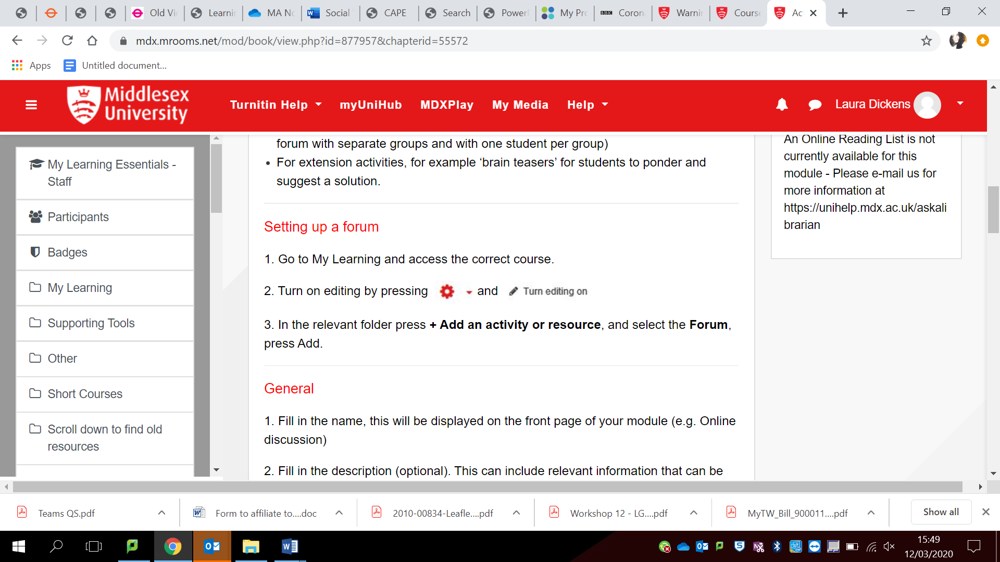 Old Vi
Learnin
MA No
Social
CAPE
Search
Power
My Pro
BBC
Coron
Warnin
Course
Ac
mdx.mrooms.net/mod/book/view.php?id=877957&chapterid=55572
Apps
Untitled document...
Middlesex
University
Turnitin Help
myUniHub
MDXPlay
My Media
Help
Laura Dickens
My Learning Essentials -
Staff
Participants
Badges
My Learning
Supporting Tools
Other
Short Courses
Scroll down to find old
resources
forum with separate groups and with one student per group)
• For extension activities, for example ‘brain teasers’ for students to ponder and
suggest a solution.
Setting up a forum
1. Go to My Learning and access the correct course.
2. Turn on editing by pressing and Turn editing on
3. In the relevant folder press + Add an activity or resource, and select the Forum,
press Add.
General
1. Fill in the name, this will be displayed on the front page of your module (e.g. Online
discussion)
2. Fill in the description (optional). This can include relevant information that can be
An Online Reading List is not
currently available for this
module - Please e-mail us for
more information at
https://unihelp.mdx.ac.uk/askali
brarian
Teams QS.pdf
Form to affiliate to....doc
2010-00834-Leafle....pdf
Workshop 12 - LG....pdf
MyTW_Bill_900011....pdf
Show all
15:49
12/03/2020